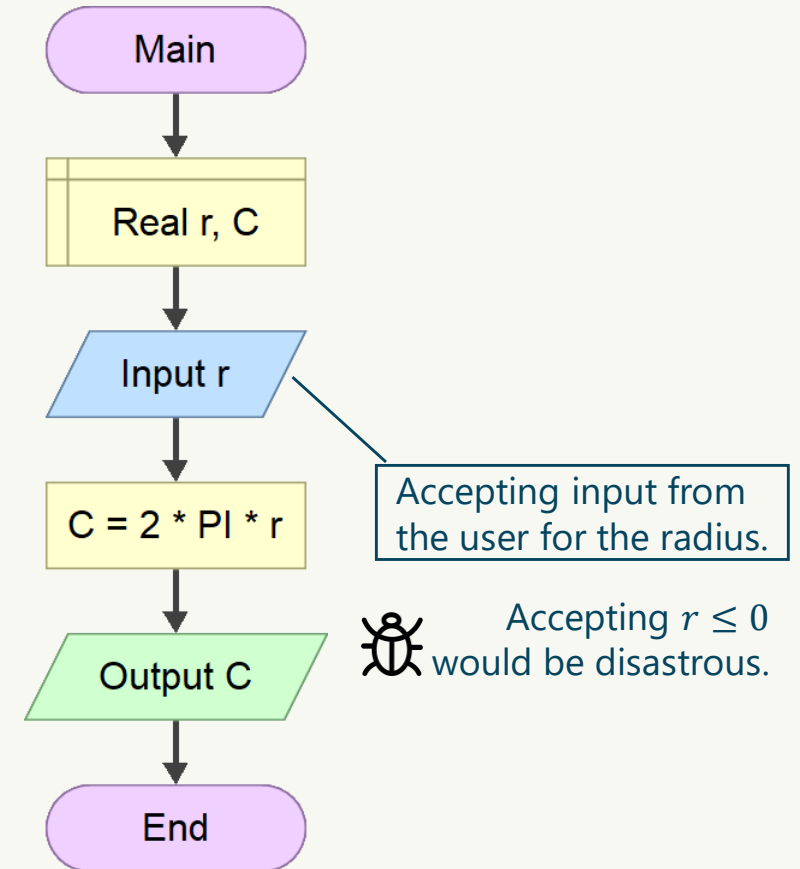 Main
Real r, C
Input r
Accepting input from
the user for the radius.
C = 2 * PI * r
Accepting r ≤ 0
would be disastrous.
Output C
End